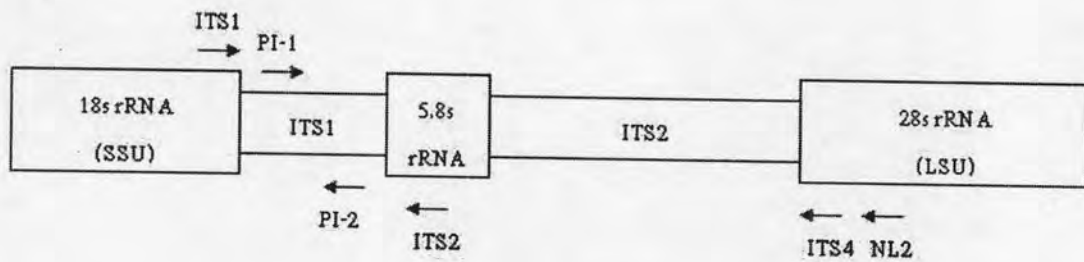 ITS1
PI-1
18s rRNA
(SSU)
ITS1
5.8s
rRNA
ITS2
28s rRNA
(LSU)
PI-2
ITS2
ITS4
NL2